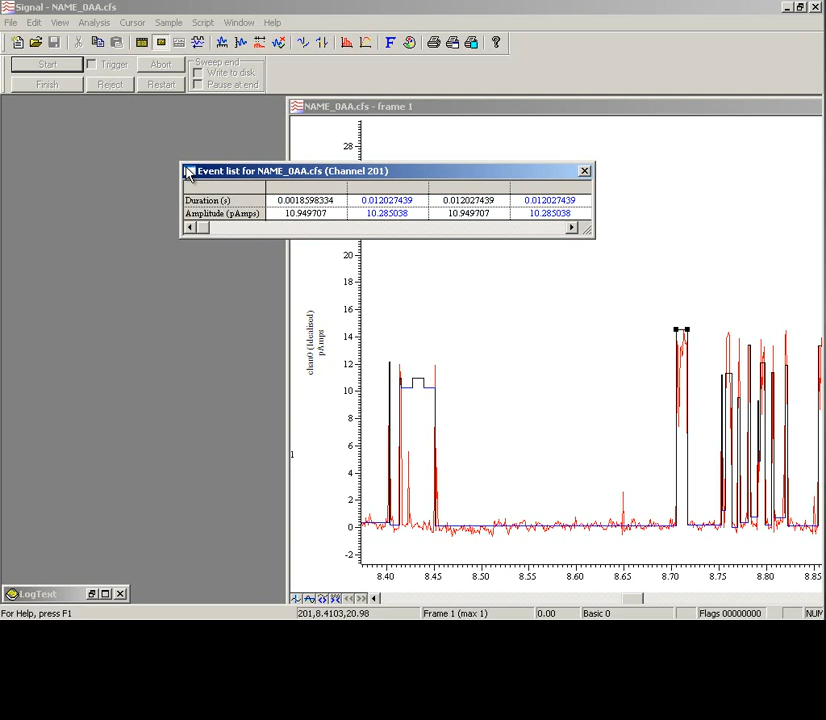 Signal - NAME_0AA.cfs
File Edit View Analysis Cursor Sample Script Window Help
Start Trigger Abort Sweep end
Write to disk
Finish Reject Restart Pause at end
NAME_0AA.cfs - frame 1
28
Event list for NAME_0AA.cfs (Channel 201)
Duration (s) 0.0018598334 0.012027439 0.012027439 0.012027439
Amplitude (pAmps) 10.949707 10.285038 10.949707 10.285038
20
18
16
14
12
10
8
6
4
2
0
-2
chan0 (Idealised)
pAmps
1
8.40 8.45 8.50 8.55 8.60 8.65 8.70 8.75 8.80 8.85
LogText
For Help, press F1 201,8.4103,20.98 Frame 1 (max 1) 0.00 Basic 0 Flags 00000000 NUM